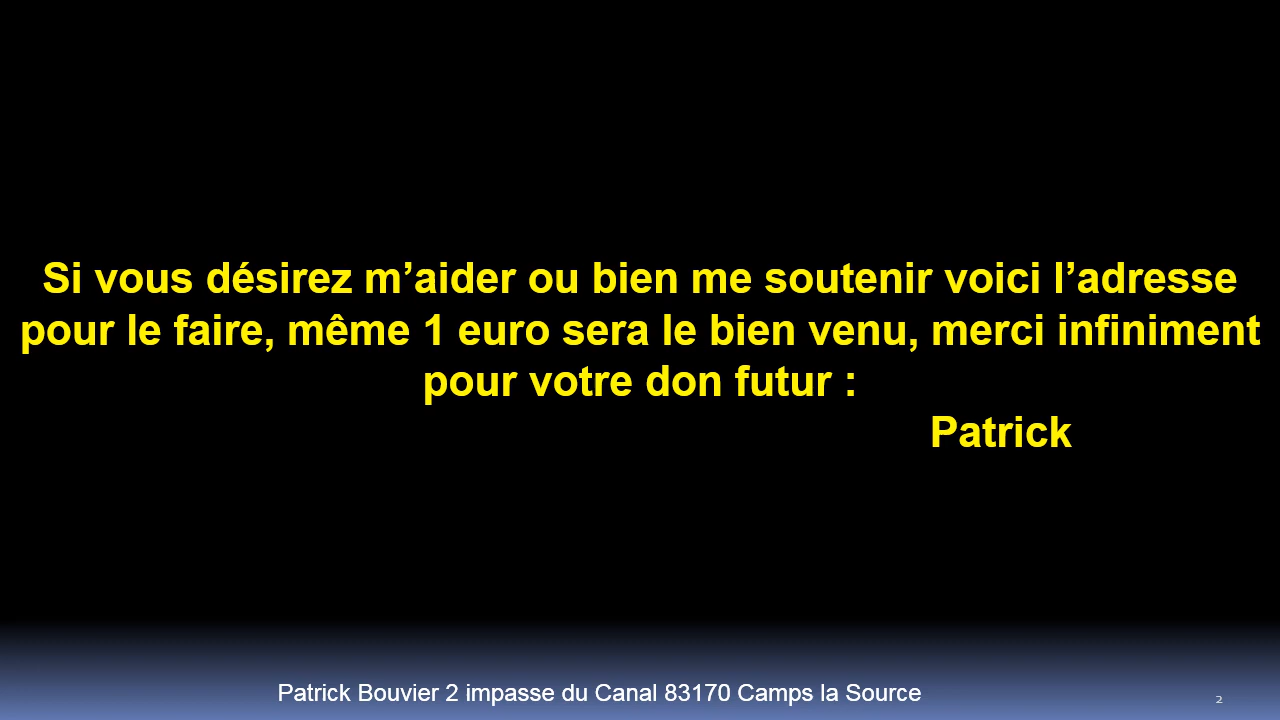 Si vous désirez m’aider ou bien me soutenir voici l’adresse
pour le faire, même 1 euro sera le bien venu, merci infiniment
pour votre don futur :
Patrick
Patrick Bouvier 2 impasse du Canal 83170 Camps la Source
2